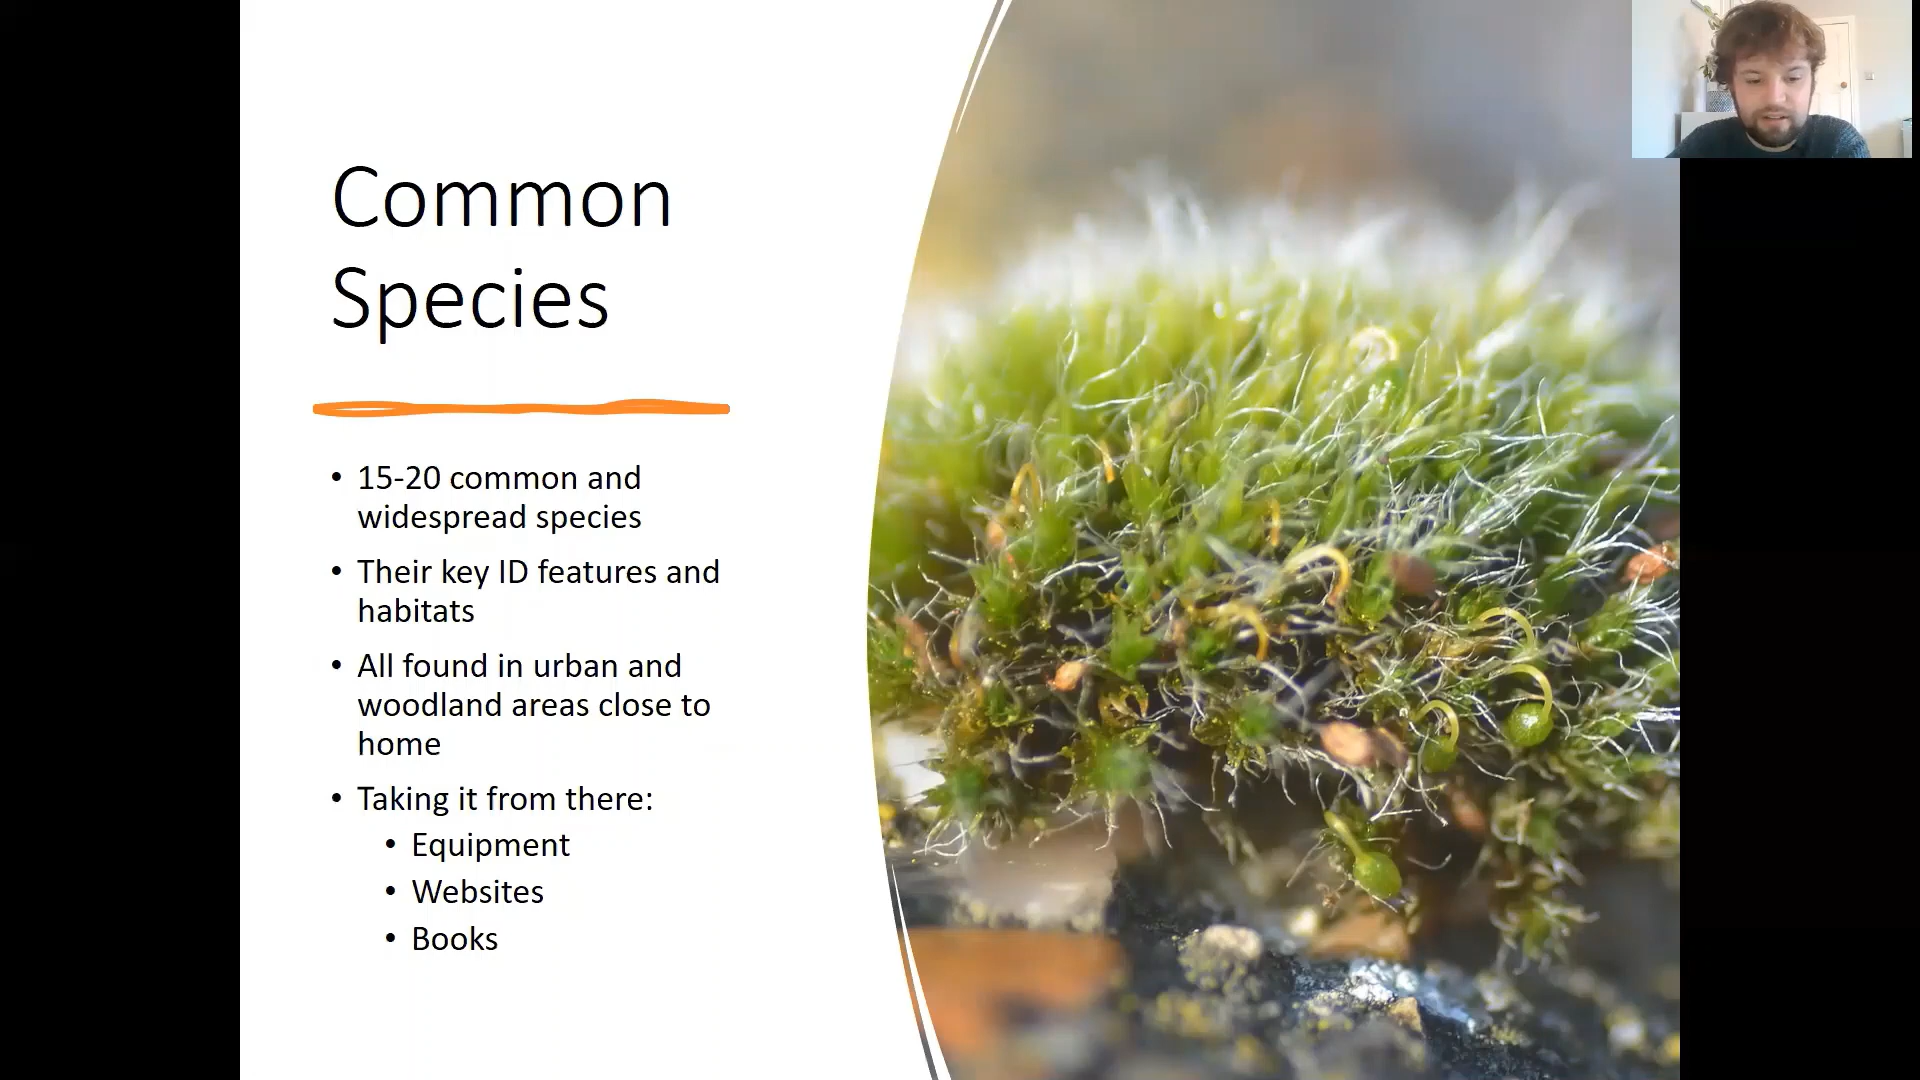 Common
Species
• 15-20 common and
widespread species
• Their key ID features and
habitats
• All found in urban and
woodland areas close to
home
• Taking it from there:
• Equipment
• Websites
• Books